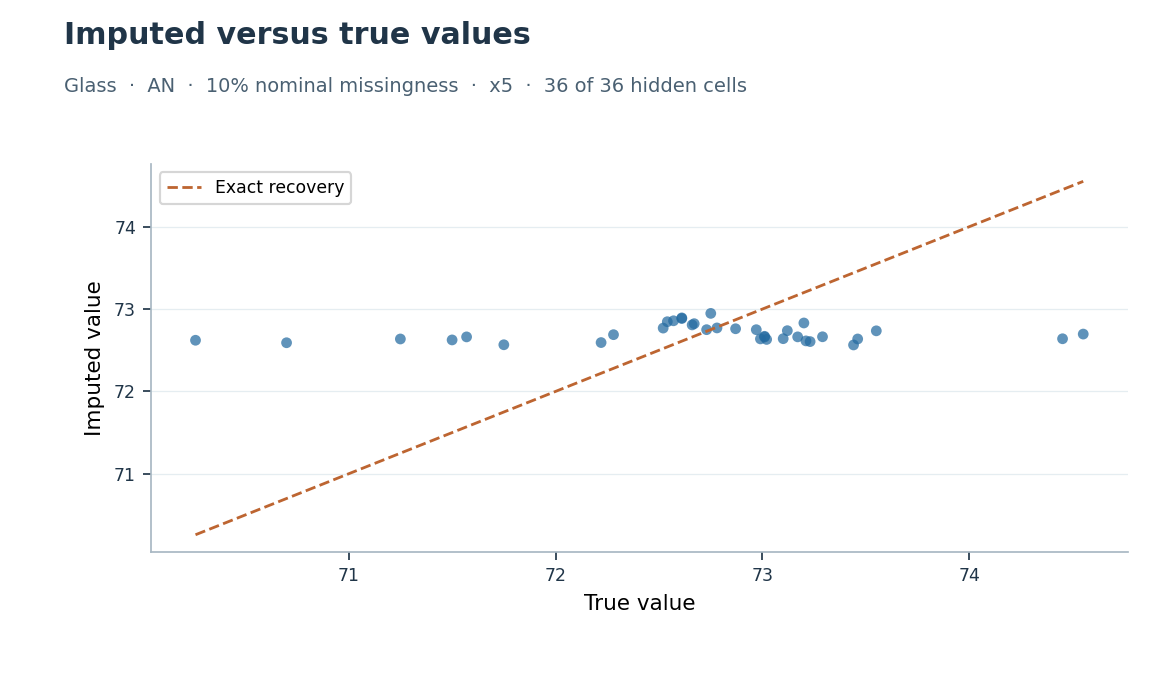 Imputed versus true values
Glass · AN · 10% nominal missingness · x5 · 36 of 36 hidden cells
Exact recovery
74
73
72
71
Imputed value
71 72 73 74
True value